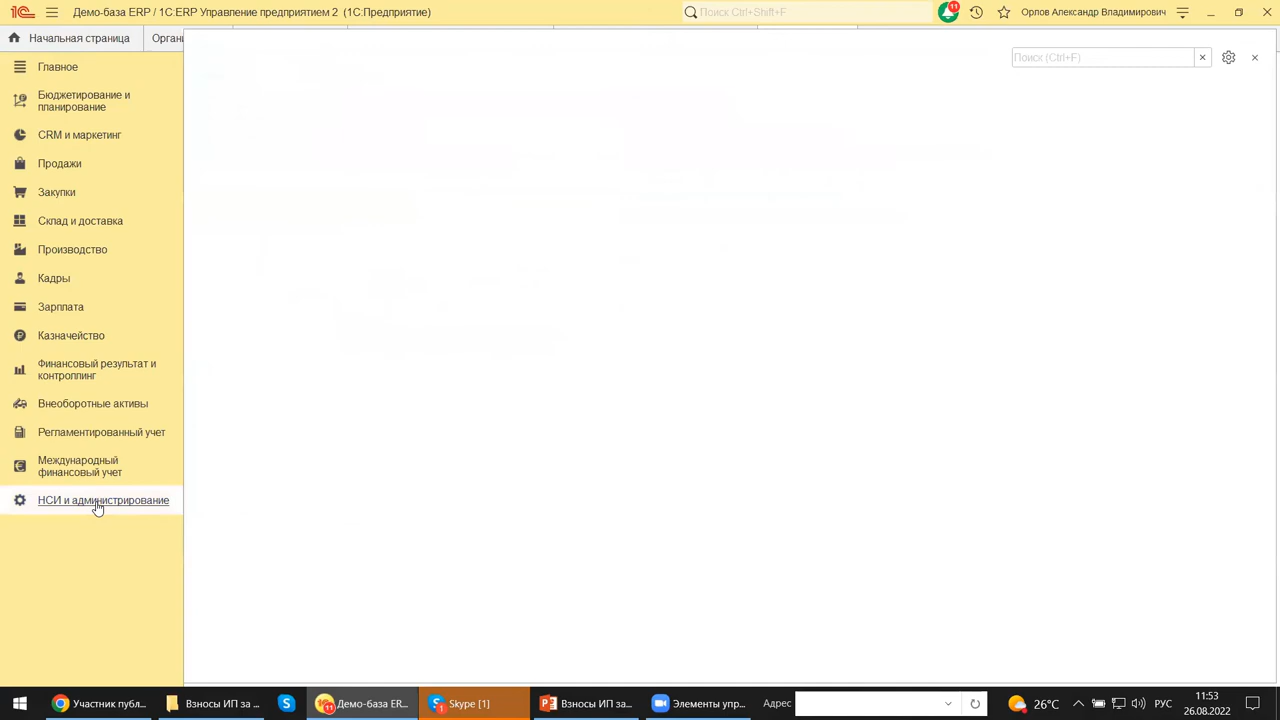 Демо-база ERP / 1С:ERP Управление предприятием 2 (1С:Предприятие)
Поиск Ctrl+Shift+F
11
Орлов Александр Владимирович
Начальная страница
Органи
Поиск (Ctrl+F)
Главное
Бюджетирование и
планирование
CRM и маркетинг
Продажи
Закупки
Склад и доставка
Производство
Кадры
Зарплата
Казначейство
Финансовый результат и
контроллинг
Внеоборотные активы
Регламентированный учет
Международный
финансовый учет
НСИ и администрирование
Участник публ...
Взносы ИП за ...
11
Демо-база ER...
1
Skype [1]
Взносы ИП за...
Элементы упр...
Адрес
26°C
РУС
11:53
26.08.2022